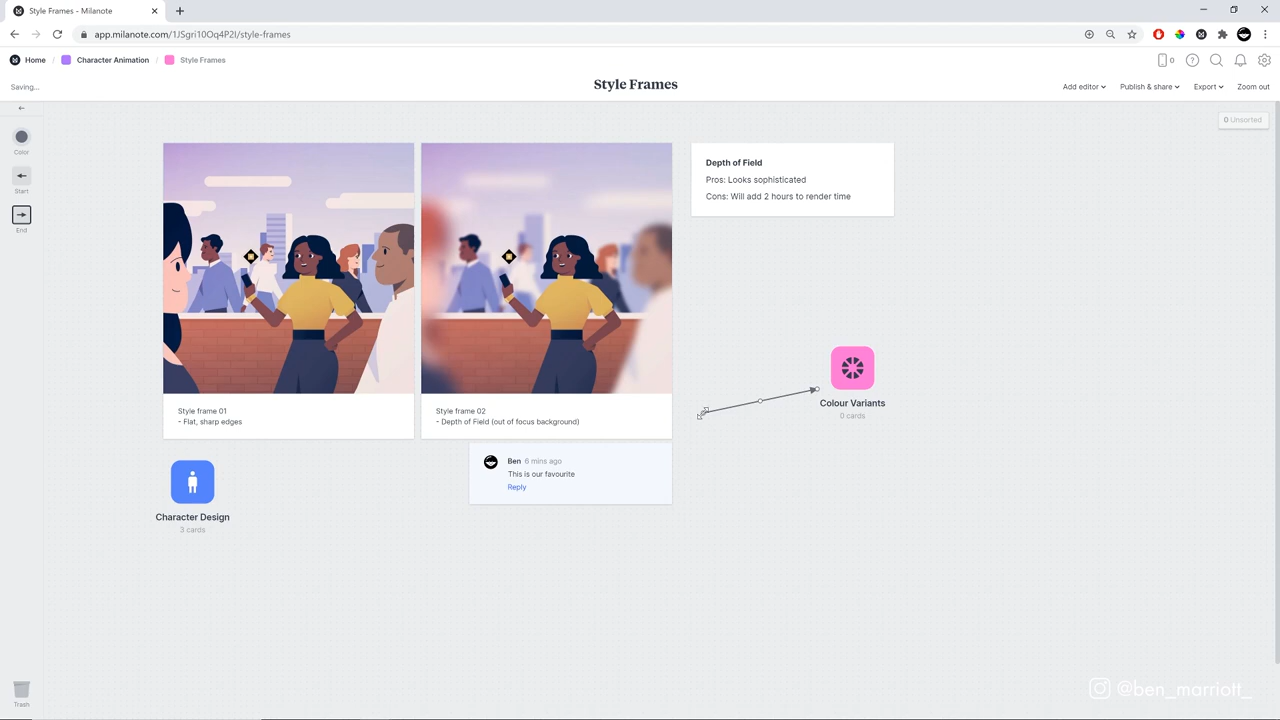 Style Frames - Milanote
app.milanote.com/1JSgri10Oq4P2I/style-frames
Home / Character Animation / Style Frames
0
Saving...
Style Frames
Add editor
Publish & share
Export
Zoom out
0 Unsorted
Color
Start
End
Depth of Field
Pros: Looks sophisticated
Cons: Will add 2 hours to render time
Style frame 01
- Flat, sharp edges
Style frame 02
- Depth of Field (out of focus background)
Colour Variants
0 cards
Ben 6 mins ago
This is our favourite
Reply
Character Design
3 cards
Trash
@ben_marriott_